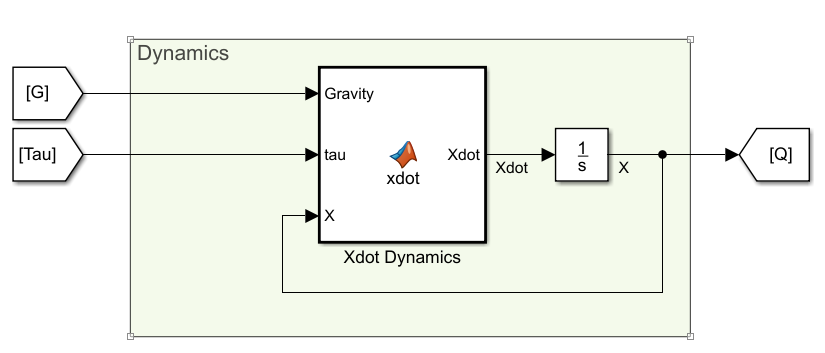 Dynamics
[G]
Gravity
[Tau]
tau
xdot
Xdot
Xdot
1
s
X
[Q]
X
Xdot Dynamics